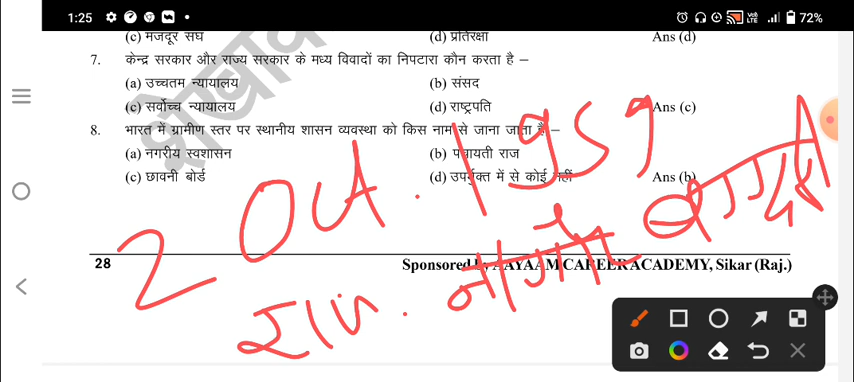 1:25 72%
(c) मजदूर संघ (d) प्रतिरक्षा Ans (d)
7. केन्द्र सरकार और राज्य सरकार के मध्य विवादों का निपटारा कौन करता है –
(a) उच्चतम न्यायालय (b) संसद
(c) सर्वोच्च न्यायालय (d) राष्ट्रपति Ans (c)
8. भारत में ग्रामीण स्तर पर स्थानीय शासन व्यवस्था को किस नाम से जाना जाता है –
(a) नगरीय स्वशासन (b) पंचायती राज
(c) छावनी बोर्ड (d) उपर्युक्त में से कोई नहीं Ans (b)
2 Oct. 1959
राज. नागौर
28 Sponsored by AAYAAM CAREER ACADEMY, Sikar (Raj.)